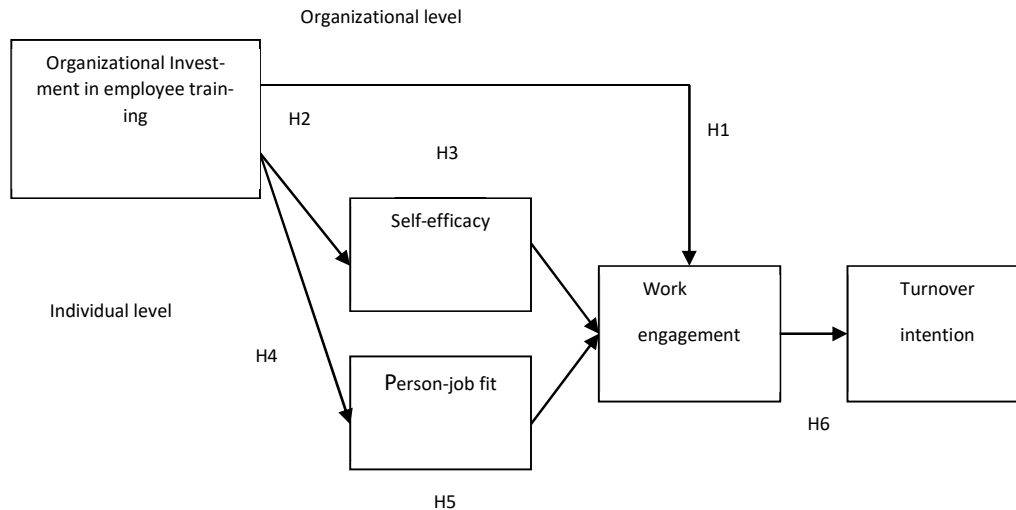 Organizational level
Organizational Invest-
ment in employee train-
ing
H2
H1
H3
Self-efficacy
Work
engagement
Turnover
intention
Individual level
H4
Person-job fit
H6
H5